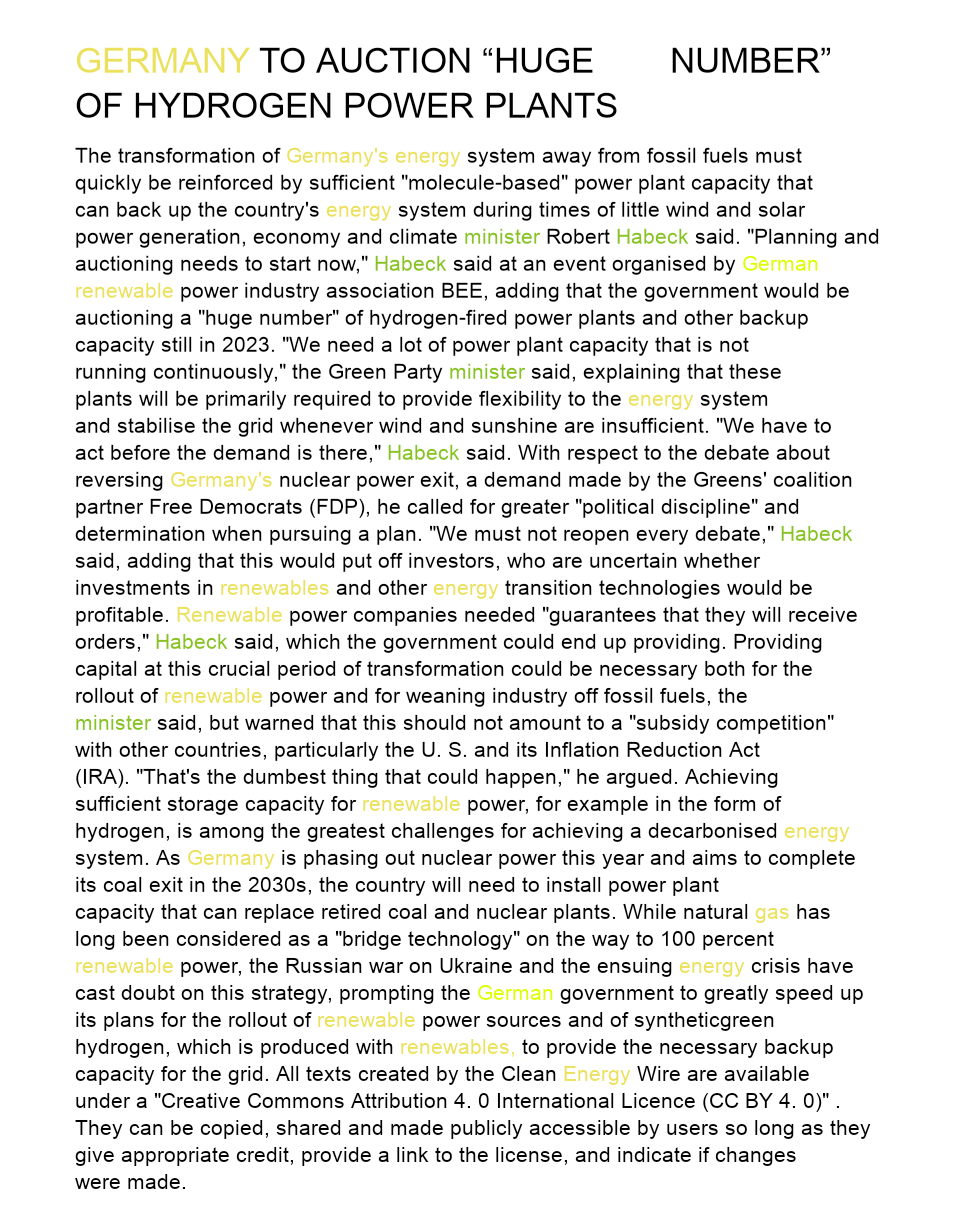 GERMANY TO AUCTION “HUGE NUMBER”
OF HYDROGEN POWER PLANTS
The transformation of Germany's energy system away from fossil fuels must
quickly be reinforced by sufficient "molecule-based" power plant capacity that
can back up the country's energy system during times of little wind and solar
power generation, economy and climate minister Robert Habeck said. "Planning and
auctioning needs to start now," Habeck said at an event organised by German
renewable power industry association BEE, adding that the government would be
auctioning a "huge number" of hydrogen-fired power plants and other backup
capacity still in 2023. "We need a lot of power plant capacity that is not
running continuously," the Green Party minister said, explaining that these
plants will be primarily required to provide flexibility to the energy system
and stabilise the grid whenever wind and sunshine are insufficient. "We have to
act before the demand is there," Habeck said. With respect to the debate about
reversing Germany's nuclear power exit, a demand made by the Greens' coalition
partner Free Democrats (FDP), he called for greater "political discipline" and
determination when pursuing a plan. "We must not reopen every debate," Habeck
said, adding that this would put off investors, who are uncertain whether
investments in renewables and other energy transition technologies would be
profitable. Renewable power companies needed "guarantees that they will receive
orders," Habeck said, which the government could end up providing. Providing
capital at this crucial period of transformation could be necessary both for the
rollout of renewable power and for weaning industry off fossil fuels, the
minister said, but warned that this should not amount to a "subsidy competition"
with other countries, particularly the U. S. and its Inflation Reduction Act
(IRA). "That's the dumbest thing that could happen," he argued. Achieving
sufficient storage capacity for renewable power, for example in the form of
hydrogen, is among the greatest challenges for achieving a decarbonised energy
system. As Germany is phasing out nuclear power this year and aims to complete
its coal exit in the 2030s, the country will need to install power plant
capacity that can replace retired coal and nuclear plants. While natural gas has
long been considered as a "bridge technology" on the way to 100 percent
renewable power, the Russian war on Ukraine and the ensuing energy crisis have
cast doubt on this strategy, prompting the German government to greatly speed up
its plans for the rollout of renewable power sources and of syntheticgreen
hydrogen, which is produced with renewables, to provide the necessary backup
capacity for the grid. All texts created by the Clean Energy Wire are available
under a "Creative Commons Attribution 4. 0 International Licence (CC BY 4. 0)" .
They can be copied, shared and made publicly accessible by users so long as they
give appropriate credit, provide a link to the license, and indicate if changes
were made.